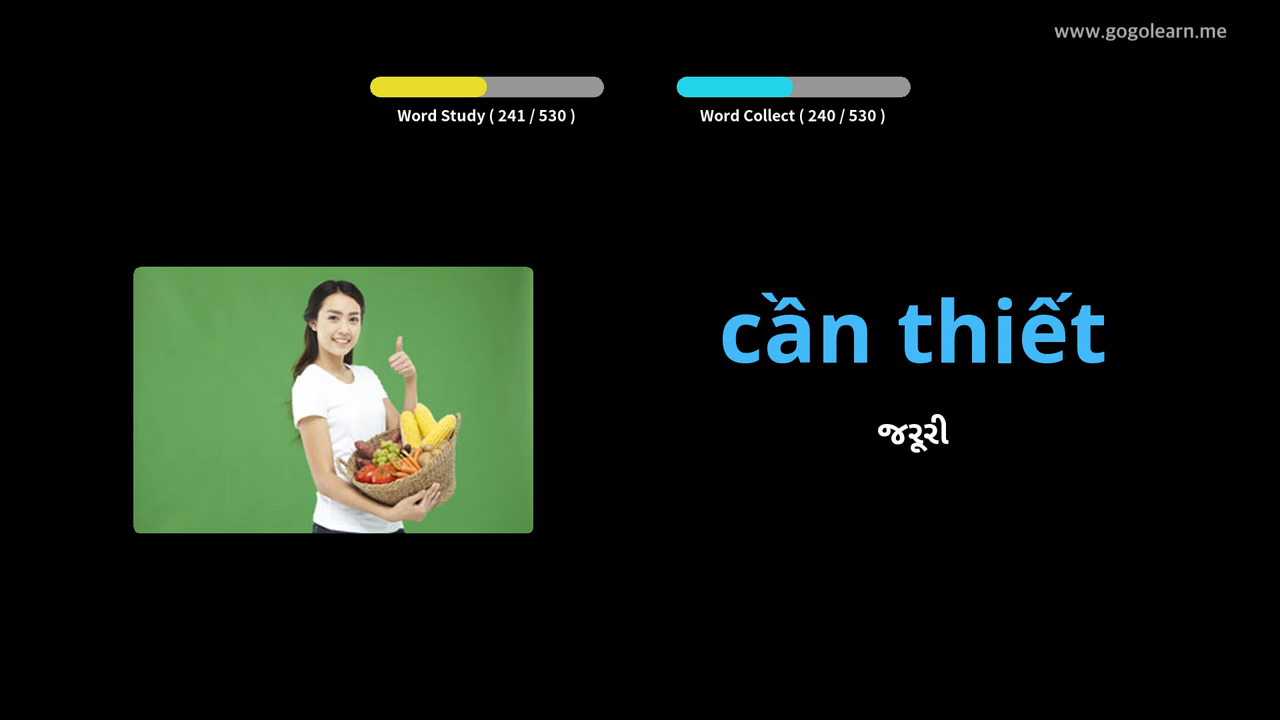 www.gogolearn.me
Word Study ( 241 / 530 )
Word Collect ( 240 / 530 )
cần thiết
જરૂરી